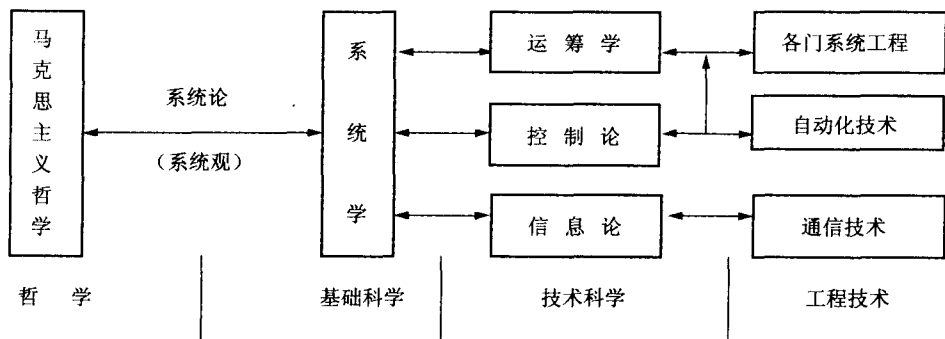 马克思主义哲学
系统论
（系统观）
系统学
运筹学
控制论
信息论
各门系统工程
自动化技术
通信技术
哲学
基础科学
技术科学
工程技术